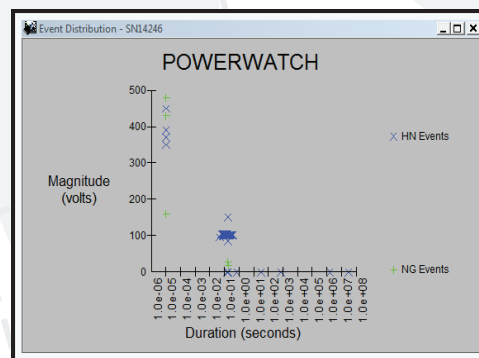 Event Distribution - SN14246
POWERWATCH
500
400
300
200
100
0
Magnitude
(volts)
HN Events
NG Events
1.0e-06
1.0e-05
1.0e-04
1.0e-03
1.0e-02
1.0e-01
1.0e+00
1.0e+01
1.0e+02
1.0e+03
1.0e+04
1.0e+05
1.0e+06
1.0e+07
1.0e+08
Duration (seconds)